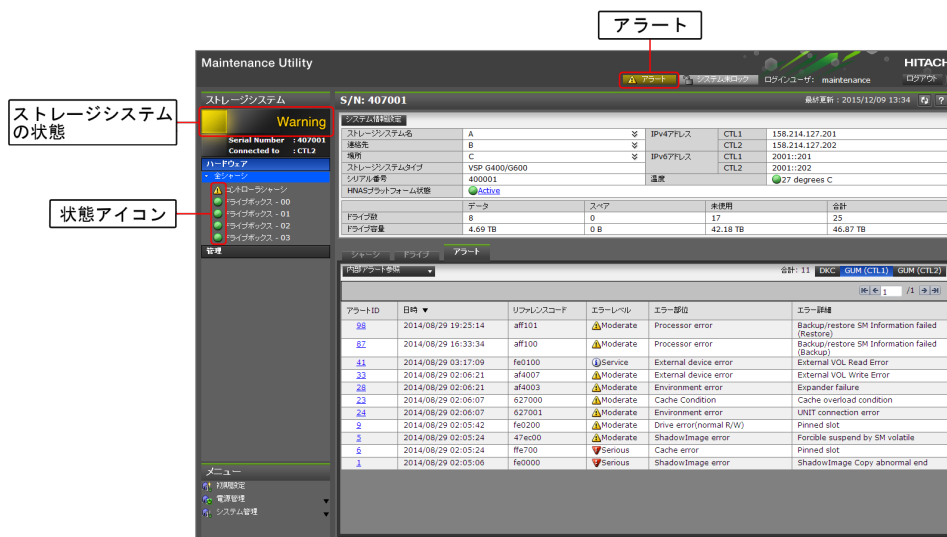 アラート
Maintenance Utility
HITACH
アラート
システム未ロック
ログインユーザ: maintenance
ログアウト
ストレージシステムの状態
ストレージシステム
Warning
Serial Number : 407001
Connected to : CTL2
ハードウェア
全シャーシ
コントローラシャーシ
ドライブボックス - 00
ドライブボックス - 01
ドライブボックス - 02
ドライブボックス - 03
管理
状態アイコン
メニュー
初期設定
電源管理
システム管理
S/N: 407001
最終更新 : 2015/12/09 13:34
システム情報設定
ストレージシステム名 A IPv4アドレス CTL1 158.214.127.201
連絡先 B CTL2 158.214.127.202
場所 C IPv6アドレス CTL1 2001::201
ストレージシステムタイプ VSP G400/G600 CTL2 2001::202
シリアル番号 400001 温度 27 degrees C
HNASプラットフォーム状態 Active
データ スペア 未使用 合計
ドライブ数 8 0 17 25
ドライブ容量 4.69 TB 0 B 42.18 TB 46.87 TB
シャーシ ドライブ アラート
内部アラート参照
合計: 11 DKC GUM (CTL1) GUM (CTL2)
1 /1
アラートID 日時 ▼ リファレンスコード エラーレベル エラー部位 エラー詳細
98 2014/08/29 19:25:14 aff101 Moderate Processor error Backup/restore SM Information failed (Restore)
87 2014/08/29 16:33:34 aff100 Moderate Processor error Backup/restore SM Information failed (Backup)
41 2014/08/29 03:17:09 fe0100 Service External device error External VOL Read Error
33 2014/08/29 02:06:21 af4007 Moderate External device error External VOL Write Error
28 2014/08/29 02:06:21 af4003 Moderate Environment error Expander failure
23 2014/08/29 02:06:07 627000 Moderate Cache Condition Cache overload condition
24 2014/08/29 02:06:07 627001 Moderate Environment error UNIT connection error
9 2014/08/29 02:05:42 fe0200 Moderate Drive error(normal R/W) Pinned slot
5 2014/08/29 02:05:24 47ec00 Moderate ShadowImage error Forcible suspend by SM volatile
6 2014/08/29 02:05:24 ffe700 Serious Cache error Pinned slot
1 2014/08/29 02:05:06 fe0000 Serious ShadowImage error ShadowImage Copy abnormal end